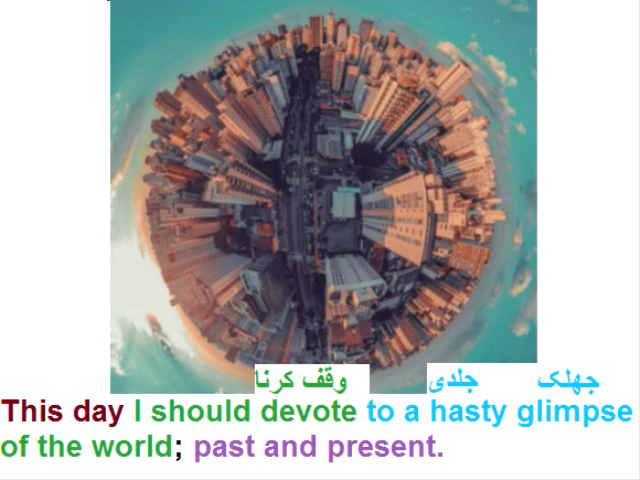 وقف کرنا جلدی جھلک
This day I should devote to a hasty glimpse
of the world; past and present.